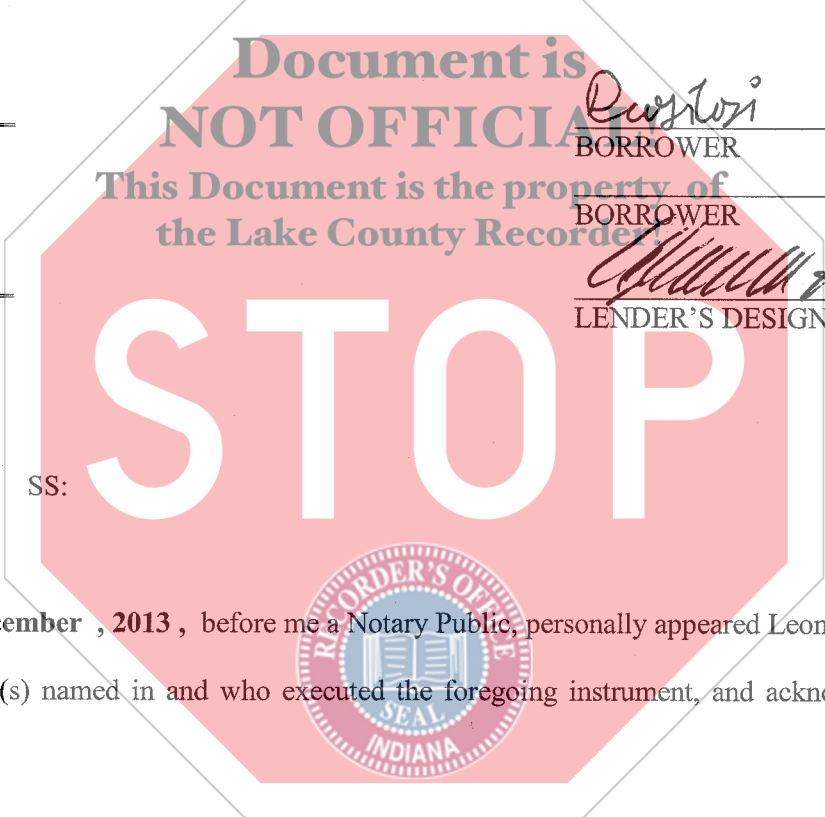 Document is
NOT OFFICIAL!
This Document is the property of
the Lake County Recorder!
BORROWER
BORROWER
LENDER'S DESIGN
STOP
SS:
cember , 2013 , before me a Notary Public, personally appeared Leon
(s) named in and who executed the foregoing instrument, and ackno
RECORDER'S OFFICE
SEAL
INDIANA